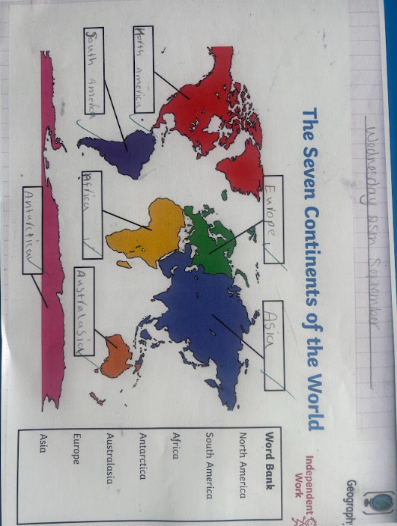 Geography
Wednesday 25th September
The Seven Continents of the World
Independent
Work
Europe
Asia
North america
South america
Africa
Australasia
Antarctica
Word Bank
North America
South America
Africa
Antarctica
Australasia
Europe
Asia